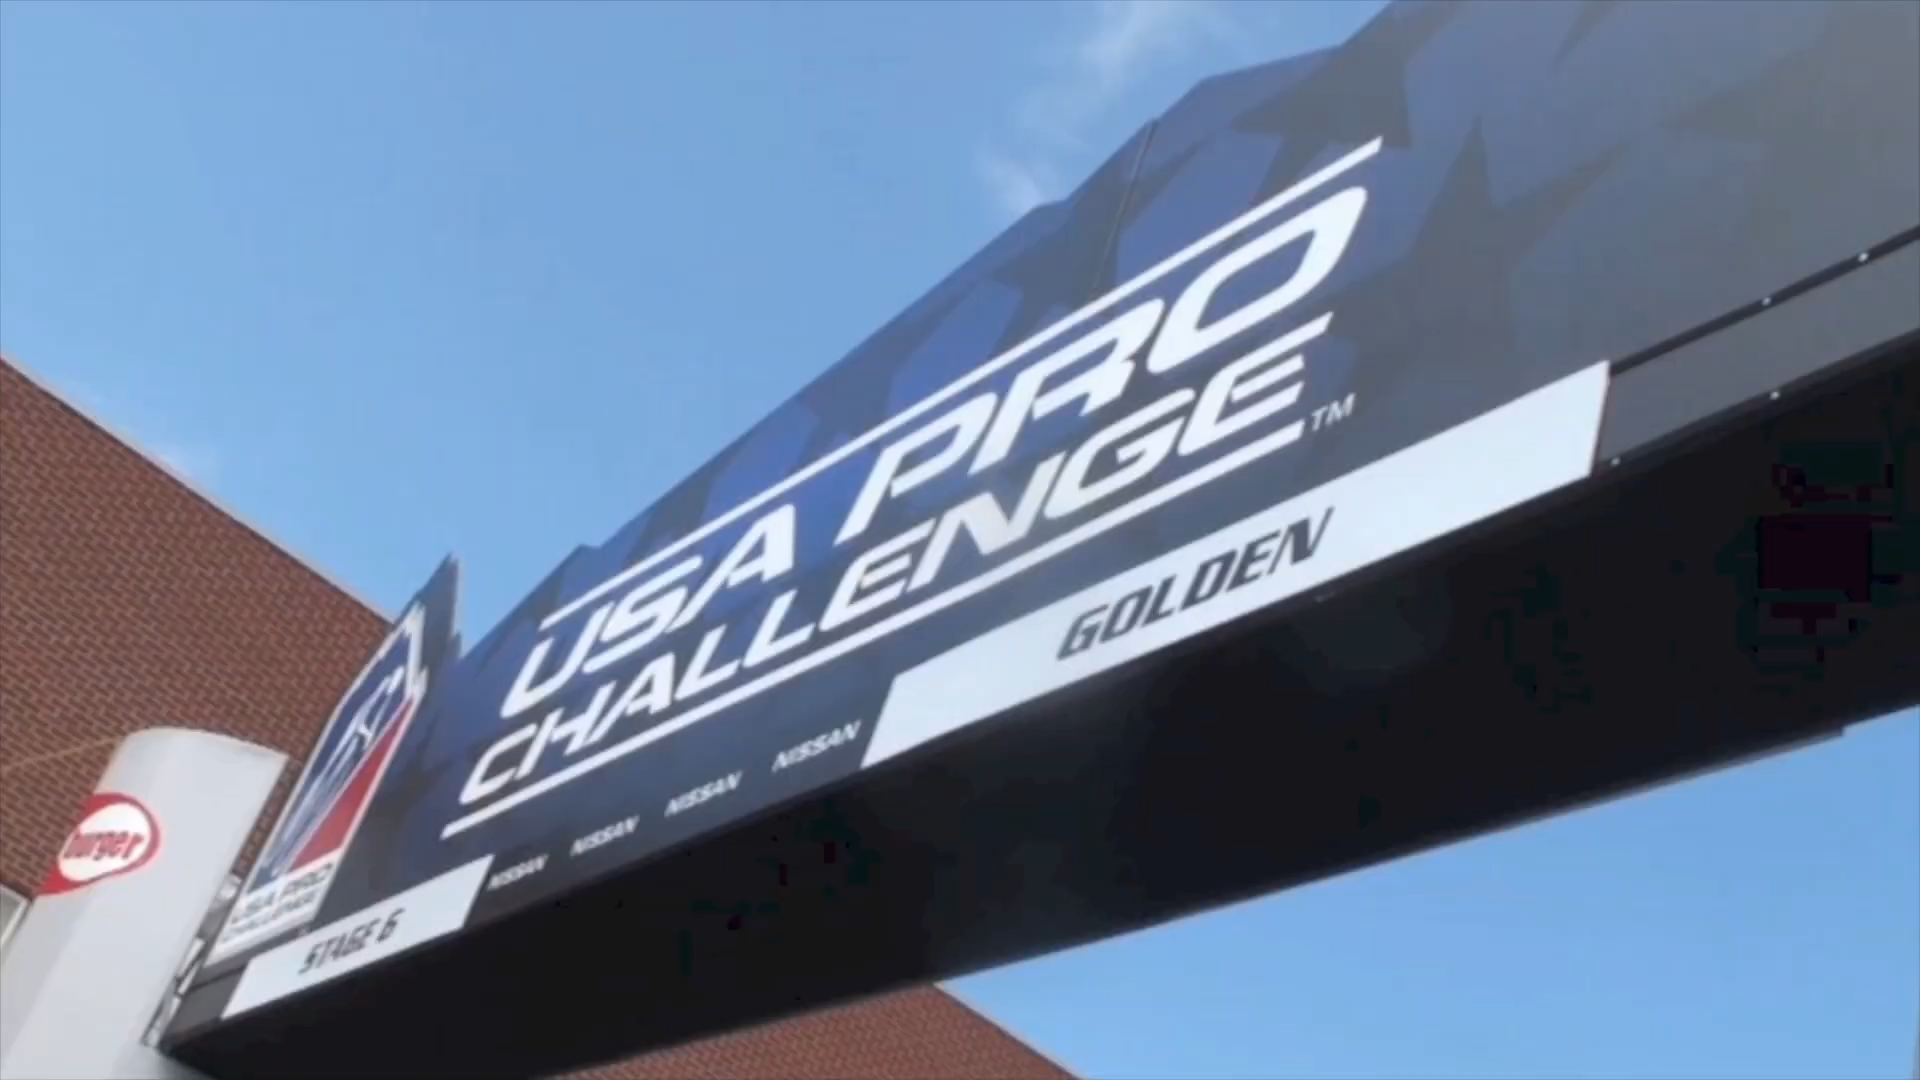 USA PRO
CHALLENGE™
GOLDEN
NISSAN NISSAN NISSAN NISSAN
STAGE 6
USA PRO
CHALLENGE
burger